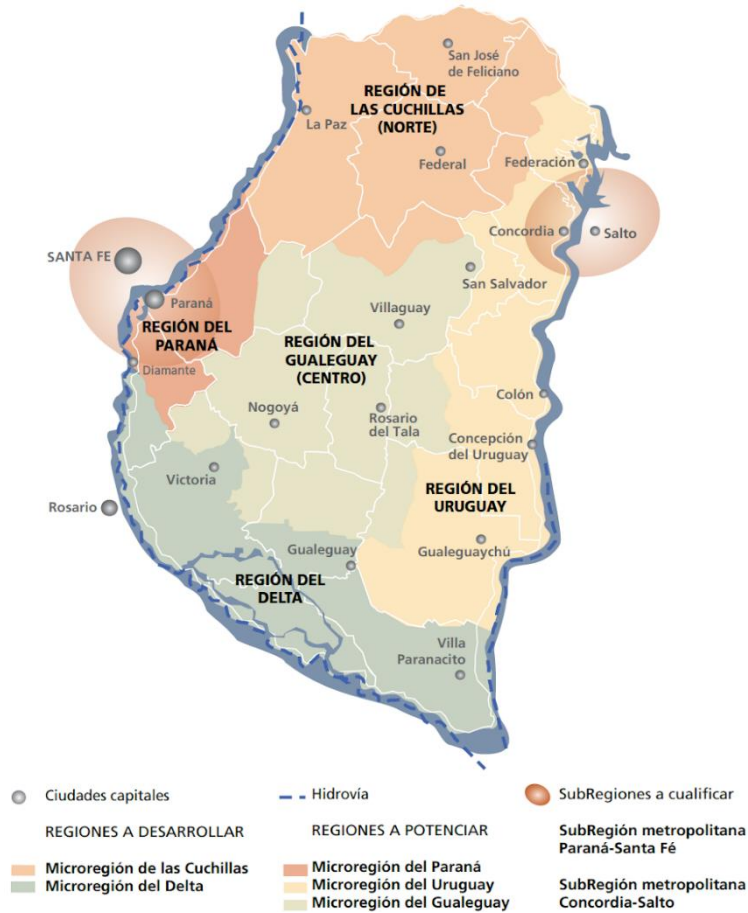 San José
de Feliciano
REGIÓN DE
LAS CUCHILLAS
(NORTE)
La Paz
Federal
Federación
Concordia
Salto
SANTA FE
Paraná
San Salvador
REGIÓN DEL
PARANÁ
Villaguay
REGIÓN DEL
GUALEGUAY
(CENTRO)
Diamante
Colón
Nogoyá
Rosario
del Tala
Concepción
del Uruguay
Victoria
REGIÓN DEL
URUGUAY
Rosario
Gualeguay
Gualeguaychú
REGIÓN DEL
DELTA
Villa
Paranacito
Ciudades capitales
Hidrovía
SubRegiones a cualificar
REGIONES A DESARROLLAR
REGIONES A POTENCIAR
SubRegión metropolitana
Paraná-Santa Fé
Microregión de las Cuchillas
Microregión del Delta
Microregión del Paraná
Microregión del Uruguay
Microregión del Gualeguay
SubRegión metropolitana
Concordia-Salto